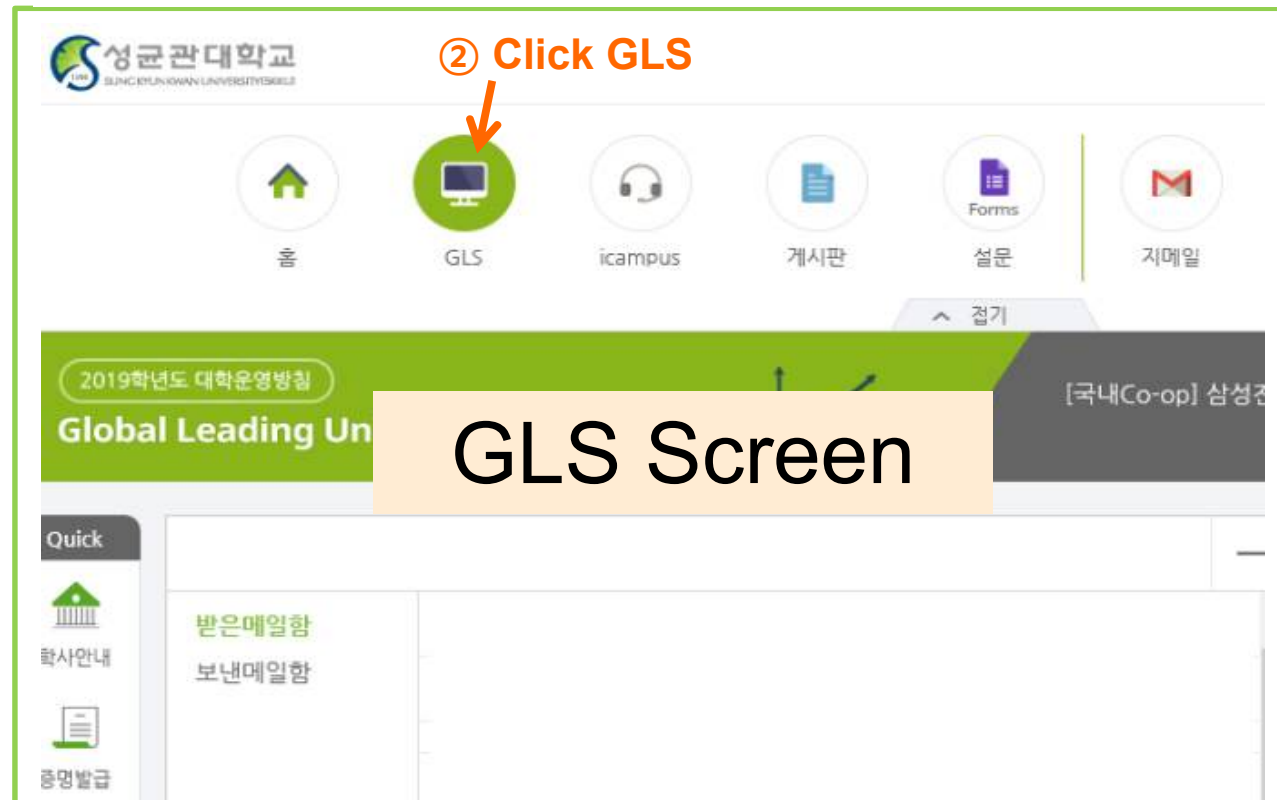 성균관대학교
② Click GLS
Forms
홈
GLS
icampus
게시판
설문
지메일
접기
2019학년도 대학운영방침
[국내Co-op] 삼성전
Global Leading Un
GLS Screen
Quick
받은메일함
학사안내
보낸메일함
증명발급